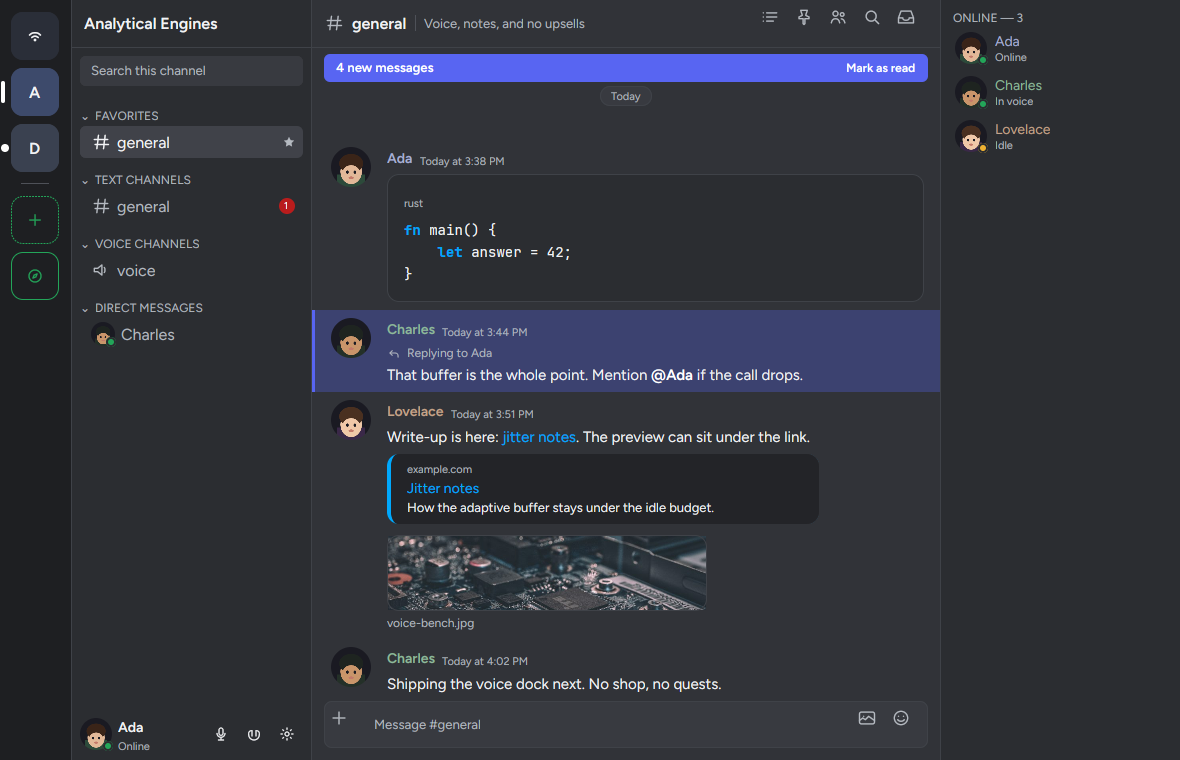 Analytical Engines
Search this channel
FAVORITES
# general
TEXT CHANNELS
# general
1
VOICE CHANNELS
voice
DIRECT MESSAGES
Charles
A
D
Ada
Online
# general
Voice, notes, and no upsells
4 new messages
Mark as read
Today
Ada Today at 3:38 PM
rust
fn main() {
    let answer = 42;
}
Charles Today at 3:44 PM
Replying to Ada
That buffer is the whole point. Mention @Ada if the call drops.
Lovelace Today at 3:51 PM
Write-up is here: jitter notes. The preview can sit under the link.
example.com
Jitter notes
How the adaptive buffer stays under the idle budget.
voice-bench.jpg
Charles Today at 4:02 PM
Shipping the voice dock next. No shop, no quests.
Message #general
ONLINE — 3
Ada
Online
Charles
In voice
Lovelace
Idle